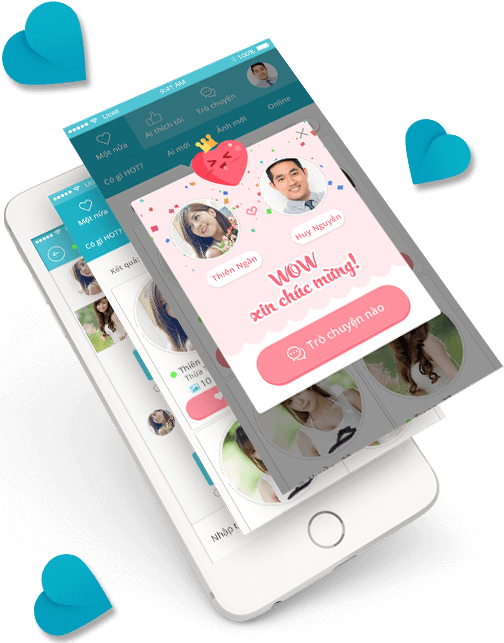 Ueeii
9:41 AM
100%
Một nửa
Ai thích tôi
Trò chuyện
Có gì HOT?
Ai mới
Ảnh mới
Online
Thiên Ngân
Huy Nguyễn
WOW
xin chúc mừng!
Trò chuyện nào
Một nửa
Có gì HOT?
Kết quả
Thiên
Thừa
10
Nhập